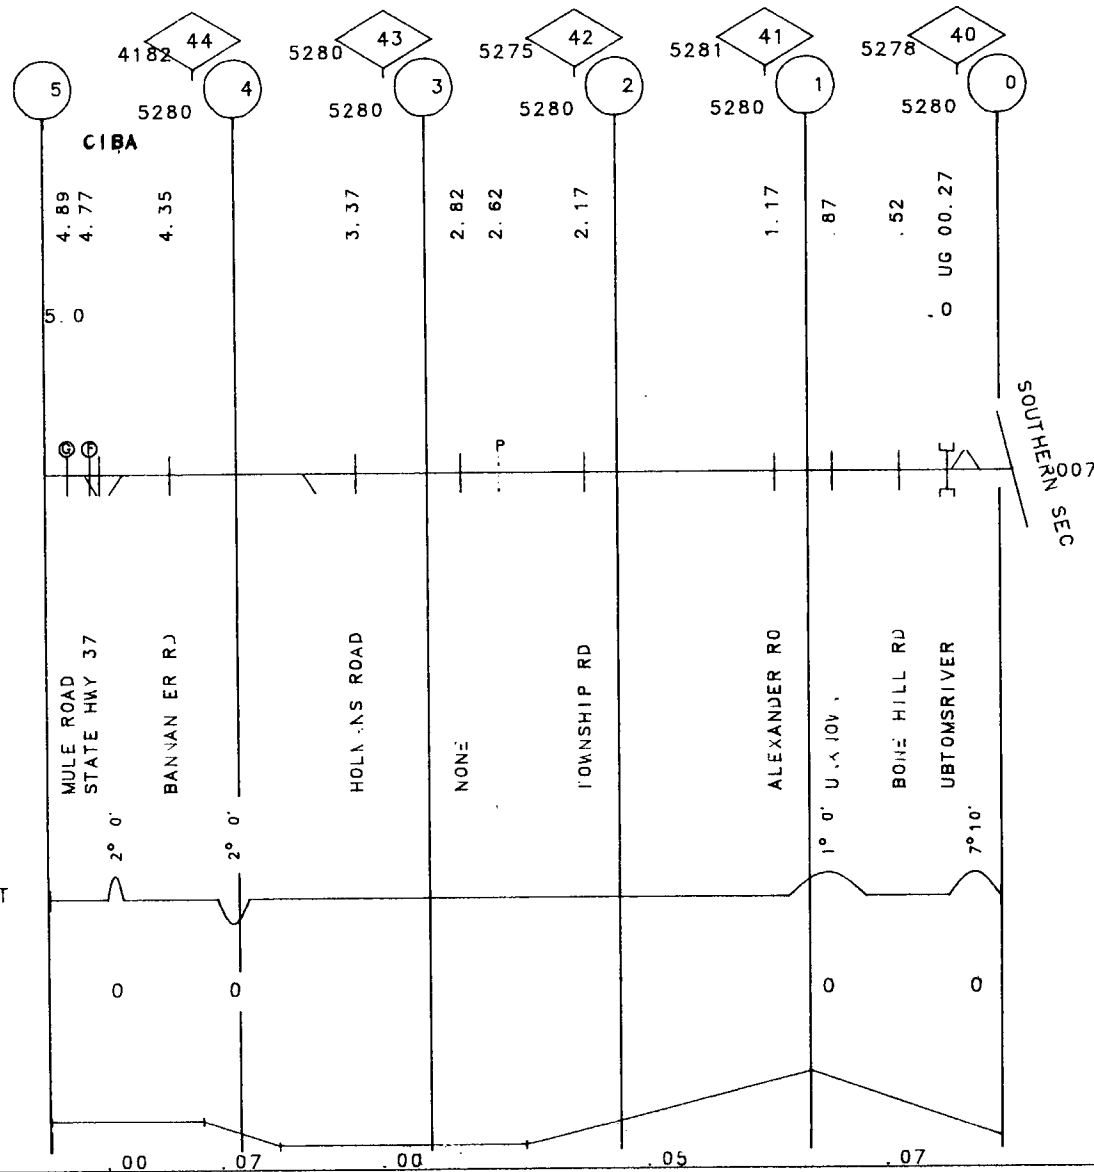 44 43 42 41 40
4182 5280 5275 5281 5278
5 4 3 2 1 0
5280 5280 5280 5280 5280
CIBA
4.89
4.77
4.35
3.37
2.82
2.62
2.17
1.17
.87
.52
.0 UG 00.27
5.0
G F P
007
SOUTHERN SEC
MULE ROAD
STATE HWY 37
ROAD
NONE
TOWNSHIP RD
ALEXANDER RD
HILL RD
UBTOMSRIVER
2° 0'
2° 0'
1° 0'
7°10'
T
0 0 0 0
.00 .07 .00 .05 .07